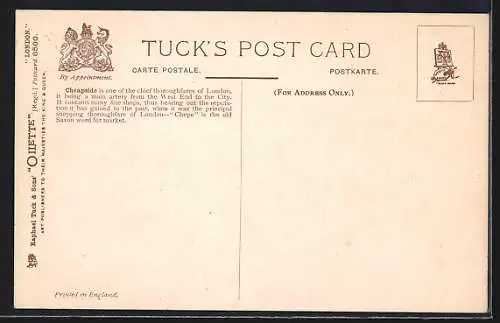 TUCK'S POST CARD
CARTE POSTALE.
POSTKARTE.
By Appointment.
(FOR ADDRESS ONLY.)
Cheapside is one of the chief thoroughfares of London,
it being a main artery from the West End to the City.
It contains many fine shops, thus bearing out the reputa-
tion it has gained in the past, when it was the principal
shopping thoroughfare of London—"Chepe" is the old
Saxon word for market.
Raphael Tuck & Sons' "OILETTE" [Regd.] Postcard 8500. "LONDON."
ART PUBLISHERS TO THEIR MAJESTIES THE KING & QUEEN.
Printed in England.